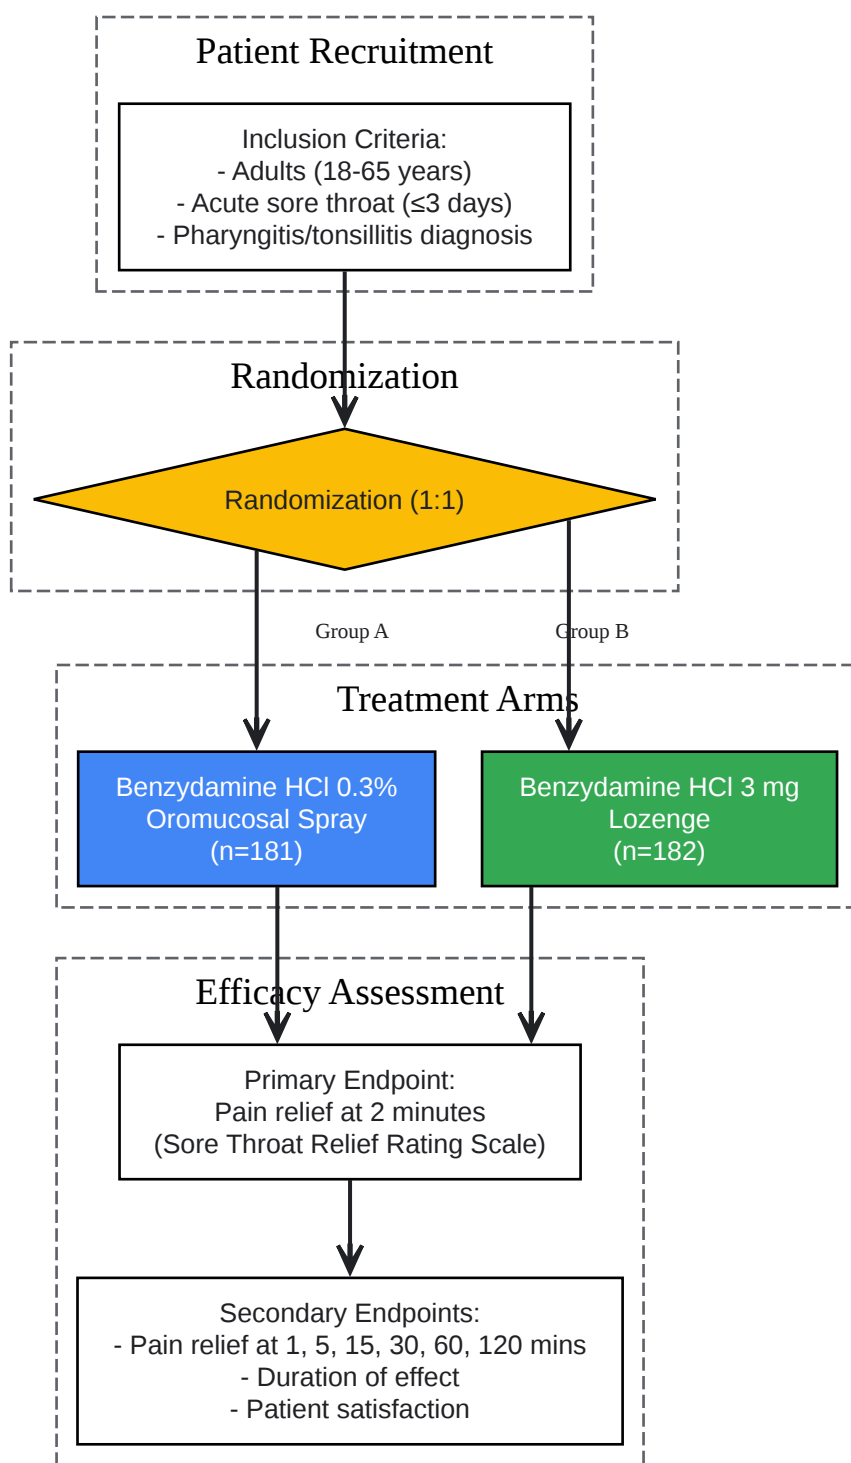 Patient Recruitment
Inclusion Criteria:
- Adults (18-65 years)
- Acute sore throat (≤3 days)
- Pharyngitis/tonsillitis diagnosis
Randomization
Randomization (1:1)
Group A
Group B
Treatment Arms
Benzydamine HCl 0.3%
Oromucosal Spray
(n=181)
Benzydamine HCl 3 mg
Lozenge
(n=182)
Efficacy Assessment
Primary Endpoint:
Pain relief at 2 minutes
(Sore Throat Relief Rating Scale)
Secondary Endpoints:
- Pain relief at 1, 5, 15, 30, 60, 120 mins
- Duration of effect
- Patient satisfaction